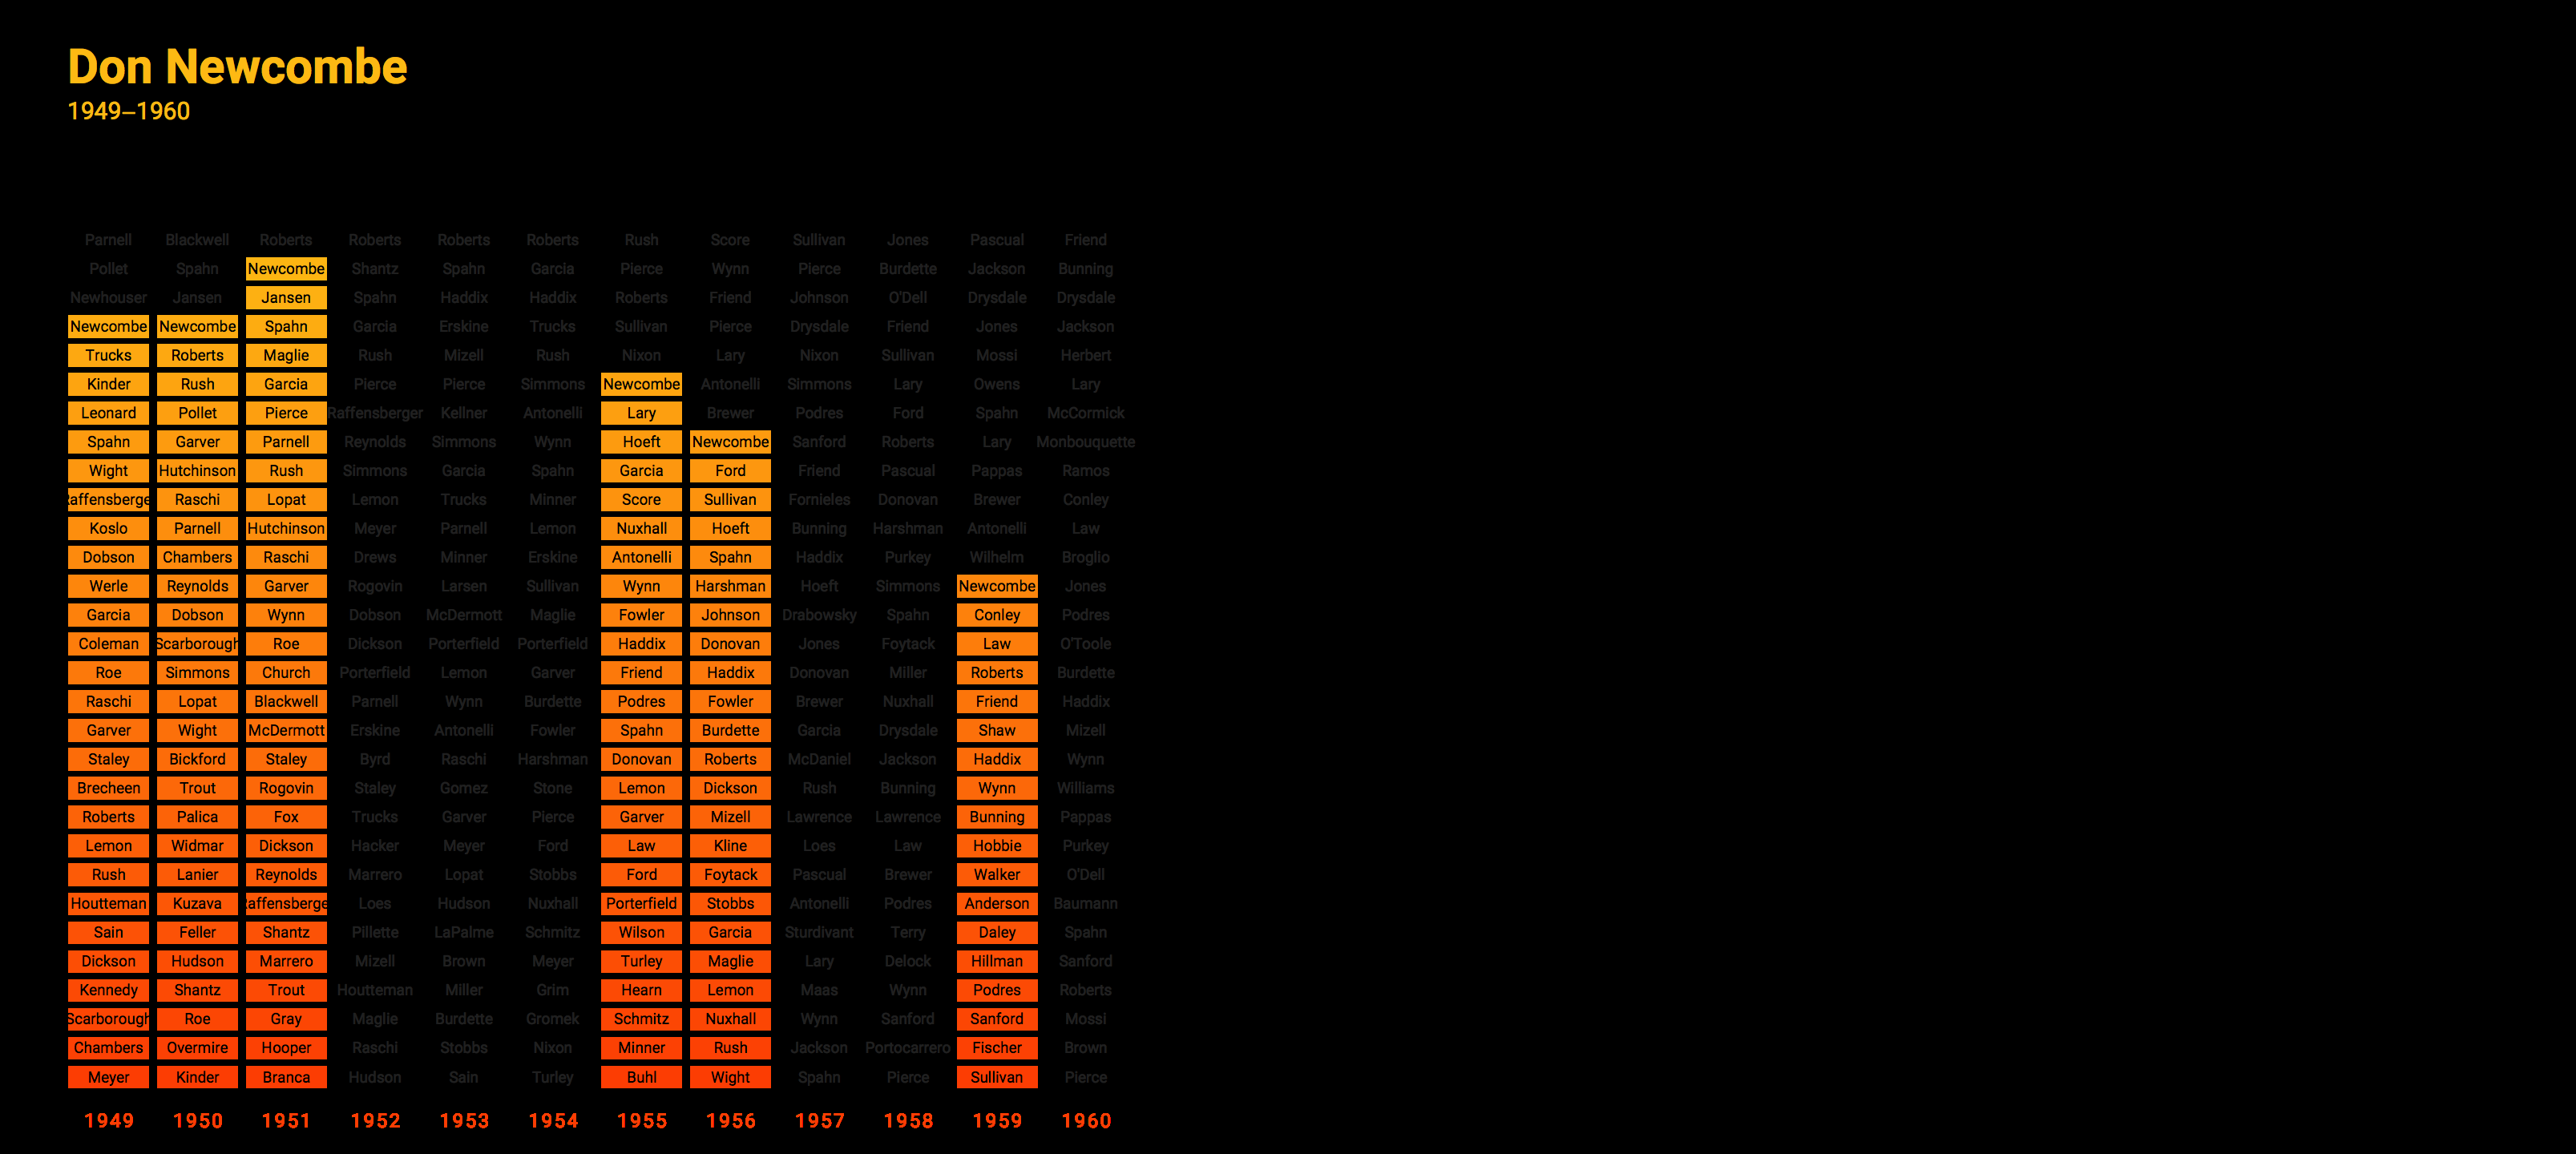 Don Newcombe
1949–1960
Parnell Blackwell Roberts Roberts Roberts Roberts Rush Score Sullivan Jones Pascual Friend
Pollet Spahn Newcombe Shantz Spahn Garcia Pierce Wynn Pierce Burdette Jackson Bunning
Newhouser Jansen Jansen Spahn Haddix Haddix Roberts Friend Johnson O'Dell Drysdale Drysdale
Newcombe Newcombe Spahn Garcia Erskine Trucks Sullivan Pierce Drysdale Friend Jones Jackson
Trucks Roberts Maglie Rush Mizell Rush Nixon Lary Nixon Sullivan Mossi Herbert
Kinder Rush Garcia Pierce Pierce Simmons Newcombe Antonelli Simmons Lary Owens Lary
Leonard Pollet Pierce Raffensberger Kellner Antonelli Lary Brewer Podres Ford Spahn McCormick
Spahn Garver Parnell Reynolds Simmons Wynn Hoeft Newcombe Sanford Roberts Lary Monbouquette
Wight Hutchinson Rush Simmons Garcia Spahn Garcia Ford Friend Pascual Pappas Ramos
Raffensberge Raschi Lopat Lemon Trucks Minner Score Sullivan Fornieles Donovan Brewer Conley
Koslo Parnell Hutchinson Meyer Parnell Lemon Nuxhall Hoeft Bunning Harshman Antonelli Law
Dobson Chambers Raschi Drews Minner Erskine Antonelli Spahn Haddix Purkey Wilhelm Broglio
Werle Reynolds Garver Rogovin Larsen Sullivan Wynn Harshman Hoeft Simmons Newcombe Jones
Garcia Dobson Wynn Dobson McDermott Maglie Fowler Johnson Drabowsky Spahn Conley Podres
Coleman Scarborough Roe Dickson Porterfield Porterfield Haddix Donovan Jones Foytack Law O'Toole
Roe Simmons Church Porterfield Lemon Garver Friend Haddix Donovan Miller Roberts Burdette
Raschi Lopat Blackwell Parnell Wynn Burdette Podres Fowler Brewer Nuxhall Friend Haddix
Garver Wight McDermott Erskine Antonelli Fowler Spahn Burdette Garcia Drysdale Shaw Mizell
Staley Bickford Staley Byrd Raschi Harshman Donovan Roberts McDaniel Jackson Haddix Wynn
Brecheen Trout Rogovin Staley Gomez Stone Lemon Dickson Rush Bunning Wynn Williams
Roberts Palica Fox Trucks Garver Pierce Garver Mizell Lawrence Lawrence Bunning Pappas
Lemon Widmar Dickson Hacker Meyer Ford Law Kline Loes Law Hobbie Purkey
Rush Lanier Reynolds Marrero Lopat Stobbs Ford Foytack Pascual Brewer Walker O'Dell
Houtteman Kuzava Raffensberge Loes Hudson Nuxhall Porterfield Stobbs Antonelli Podres Anderson Baumann
Sain Feller Shantz Pillette LaPalme Schmitz Wilson Garcia Sturdivant Terry Daley Spahn
Dickson Hudson Marrero Mizell Brown Meyer Turley Maglie Lary Delock Hillman Sanford
Kennedy Shantz Trout Houtteman Miller Grim Hearn Lemon Maas Wynn Podres Roberts
Scarborough Roe Gray Maglie Burdette Gromek Schmitz Nuxhall Wynn Sanford Sanford Mossi
Chambers Overmire Hooper Raschi Stobbs Nixon Minner Rush Jackson Portocarrero Fischer Brown
Meyer Kinder Branca Hudson Sain Turley Buhl Wight Spahn Pierce Sullivan Pierce
1949 1950 1951 1952 1953 1954 1955 1956 1957 1958 1959 1960